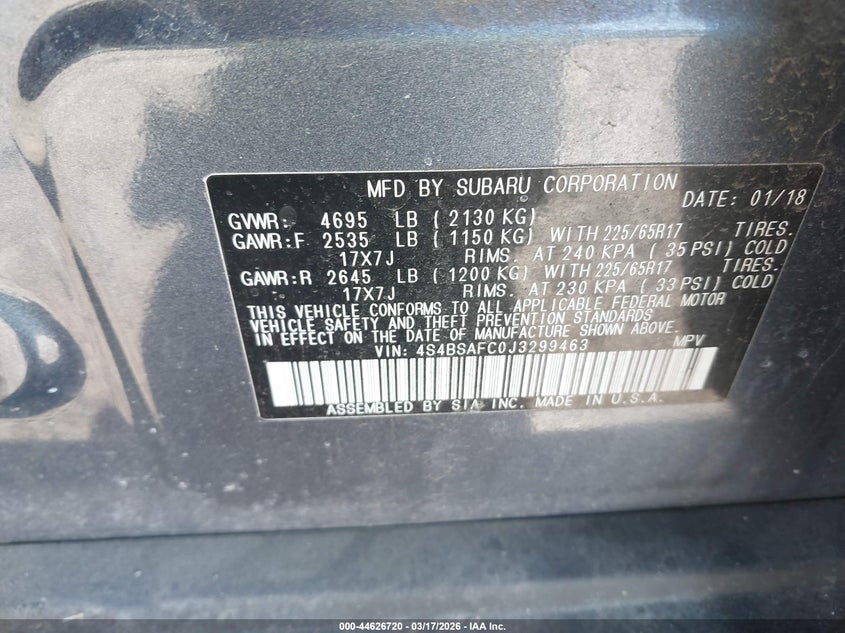 MFD BY SUBARU CORPORATION DATE: 01/18
GVWR: 4695 LB (2130 KG)
GAWR:F 2535 LB (1150 KG) WITH 225/65R17 TIRES.
17X7J RIMS. AT 240 KPA (35 PSI) COLD
GAWR:R 2645 LB (1200 KG) WITH 225/65R17 TIRES.
17X7J RIMS. AT 230 KPA (33 PSI) COLD
THIS VEHICLE CONFORMS TO ALL APPLICABLE FEDERAL MOTOR
VEHICLE SAFETY AND THEFT PREVENTION STANDARDS
IN EFFECT ON THE DATE OF MANUFACTURE SHOWN ABOVE.
VIN: 4S4BSAFC0J3299463 MPV
ASSEMBLED BY SIA INC. MADE IN U.S.A.
000-44626720 - 03/17/2026 - IAA Inc.